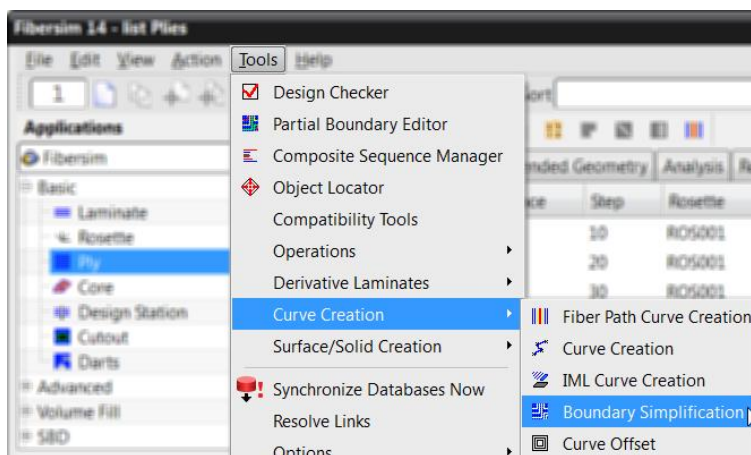 Fibersim 14 - list Plies
File Edit View Action Tools Help
1
Applications
Fibersim
Basic
Laminate
Rosette
Ply
Core
Design Station
Cutout
Darts
Advanced
Volume Fill
SBD
Design Checker
Partial Boundary Editor
Composite Sequence Manager
Object Locator
Compatibility Tools
Operations
Derivative Laminates
Curve Creation
Surface/Solid Creation
Synchronize Databases Now
Resolve Links
Options
Geometry Analysis
Step Rosette
10 ROS001
20 ROS001
30 ROS001
Fiber Path Curve Creation
Curve Creation
IML Curve Creation
Boundary Simplification
Curve Offset